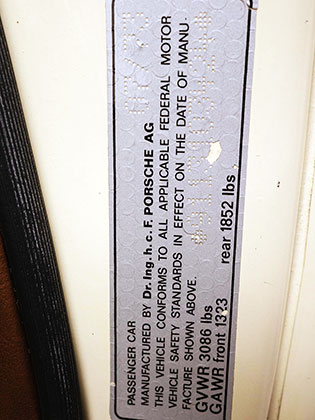 PASSENGER CAR
MANUFACTURED BY Dr. Ing. h. c. F. PORSCHE AG
THIS VEHICLE CONFORMS TO ALL APPLICABLE FEDERAL MOTOR
VEHICLE SAFETY STANDARDS IN EFFECT ON THE DATE OF MANU-
FACTURE SHOWN ABOVE.
GVWR 3086 lbs
GAWR front 1323 rear 1852 lbs